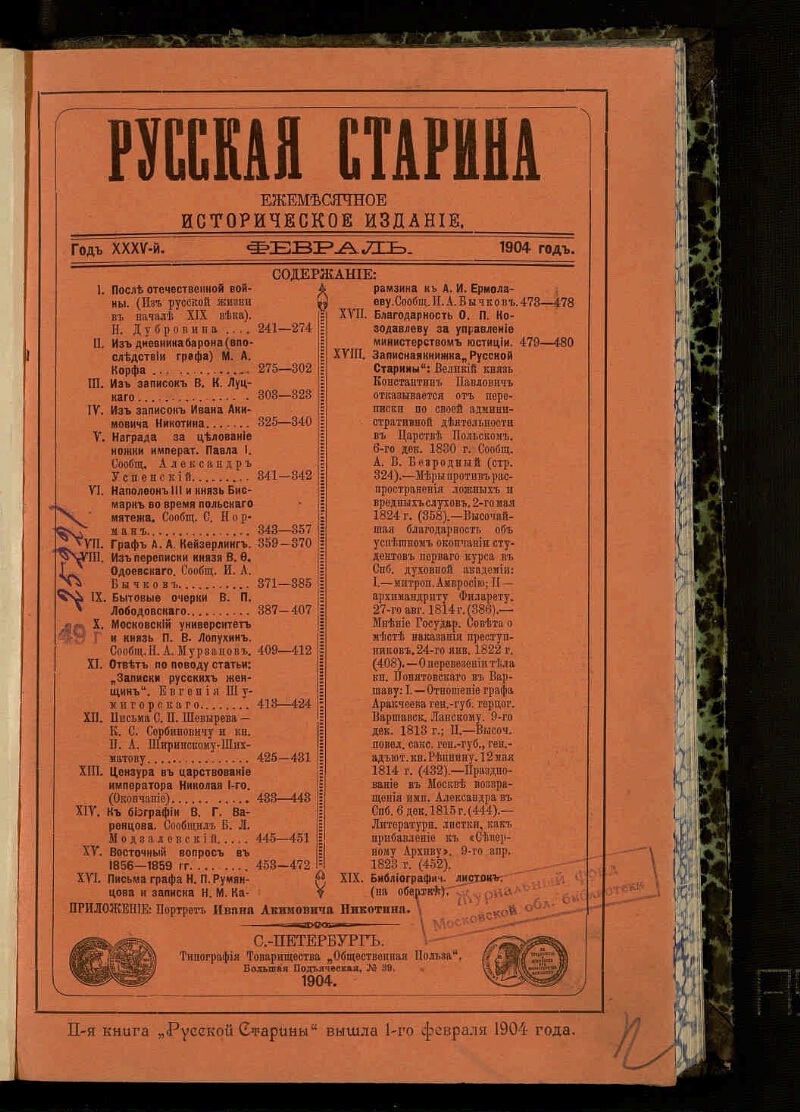 РУССКАЯ СТАРИНА
ЕЖЕМѢСЯЧНОЕ
ИСТОРИЧЕСКОЕ ИЗДАНІЕ.
Годъ XXXV-й.
ФЕВРАЛЬ.
1904 годъ.
СОДЕРЖАНІЕ:
I. Послѣ отечественной вой-
ны. (Изъ русской жизни
въ началѣ XIX вѣка).
Н. Дубровина .... 241—274
II. Изъ дневника барона (впо-
слѣдствіи графа) М. А.
Корфа ............ 275—302
III. Изъ записокъ В. К. Луц-
каго ............ 303—323
IV. Изъ записокъ Ивана Аки-
мовича Никотина ....... 325—340
V. Награда за цѣлованіе
ножки императ. Павла I.
Сообщ. Александръ
Успенскій ......... 341—342
VI. Наполеонъ III и князь Бис-
маркъ во время польскаго
мятежа. Сообщ. С. Нор-
манъ .............. 343—357
VII. Графъ А. А. Кейзерлингъ. 359—370
VIII. Изъ переписки князя В. Ѳ.
Одоевскаго. Сообщ. И. А.
Бычковъ ........... 371—385
IX. Бытовые очерки В. П.
Лободовскаго .......... 387—407
X. Московскій университетъ
и князь П. В. Лопухинъ.
Сообщ. Н. А. Мурзановъ. 409—412
XI. Отвѣтъ по поводу статьи:
„Записки русскихъ жен-
щинъ“. Евгенія Шу-
мигорскаго ........ 413—424
XII. Письма С. П. Шевырева —
К. С. Сербиновичу и кн.
П. А. Ширинскому-Ших-
матову ............... 425—431
XIII. Цензура въ царствованіе
императора Николая I-го.
(Окончаніе) ........... 433—443
XIV. Къ біографіи В. Г. Ва-
ренцова. Сообщилъ Б. Л.
Модзалевскій ..... 445—451
XV. Восточный вопросъ въ
1856—1859 гг. ........ 453—472
XVI. Письма графа Н. П. Румян-
цова и записка Н. М. Ка-
рамзина къ А. И. Ермола-
еву. Сообщ. И. А. Бычковъ. 473—478
XVII. Благодарность О. П. Ко-
зодавлеву за управленіе
министерствомъ юстиціи. 479—480
XVIII. Записная книжка „Русской
Старины“: Великій князь
Константинъ Павловичъ
отказывается отъ пере-
писки по своей админи-
стративной дѣятельности
въ Царствѣ Польскомъ.
6-го дек. 1830 г. Сообщ.
А. В. Безродный (стр.
324).—Мѣры противъ рас-
пространенія ложныхъ и
вредныхъ слуховъ, 2-го мая
1824 г. (358).—Высочай-
шая благодарность объ
успѣшномъ окончаніи сту-
дентовъ перваго курса въ
Спб. духовной академіи:
I.—митроп. Амвросію; II—
архимандриту Филарету.
27-го авг. 1814 г. (386).—
Мнѣніе Государ. Совѣта о
мѣстѣ наказанія преступ-
никовъ. 24-го янв. 1822 г.
(408).—О перевезеніи тѣла
кн. Понятовскаго въ Вар-
шаву: I.—Отношеніе графа
Аракчеева ген.-губ. герцог.
Варшавск. Ланскому. 9-го
дек. 1813 г.; II.—Высоч.
повел. сакс. ген.-губ., ген.-
адъют. кн. Рѣпнину. 12 мая
1814 г. (432).—Праздно-
ваніе въ Москвѣ возвра-
щенія имп. Александра въ
Спб. 6 дек. 1815 г. (444).—
Литературн. листки, какъ
прибавленіе къ «Сѣвер-
ному Архиву». 9-го апр.
1823 г. (452).
XIX. Библіографич. листокъ
(на оберткѣ).
ПРИЛОЖЕНІЕ: Портретъ Ивана Акимовича Никотина.
Журнальный фонд
Московской обл. библиотеки
С.-ПЕТЕРБУРГЪ.
Типографія Товарищества „Общественная Польза“,
Большая Подъяческая, № 39.
1904.
II-я книга „Русской Старины“ вышла 1-го февраля 1904 года.